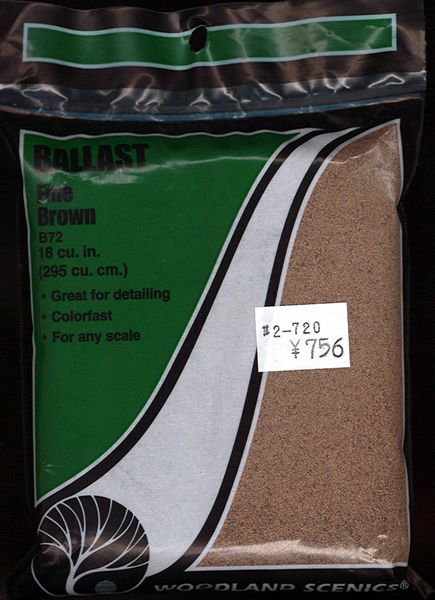 BALLAST
Fine
Brown
B72
18 cu. in.
(295 cu. cm.)
• Great for detailing
• Colorfast
• For any scale
#2-720
¥756
WOODLAND SCENICS®